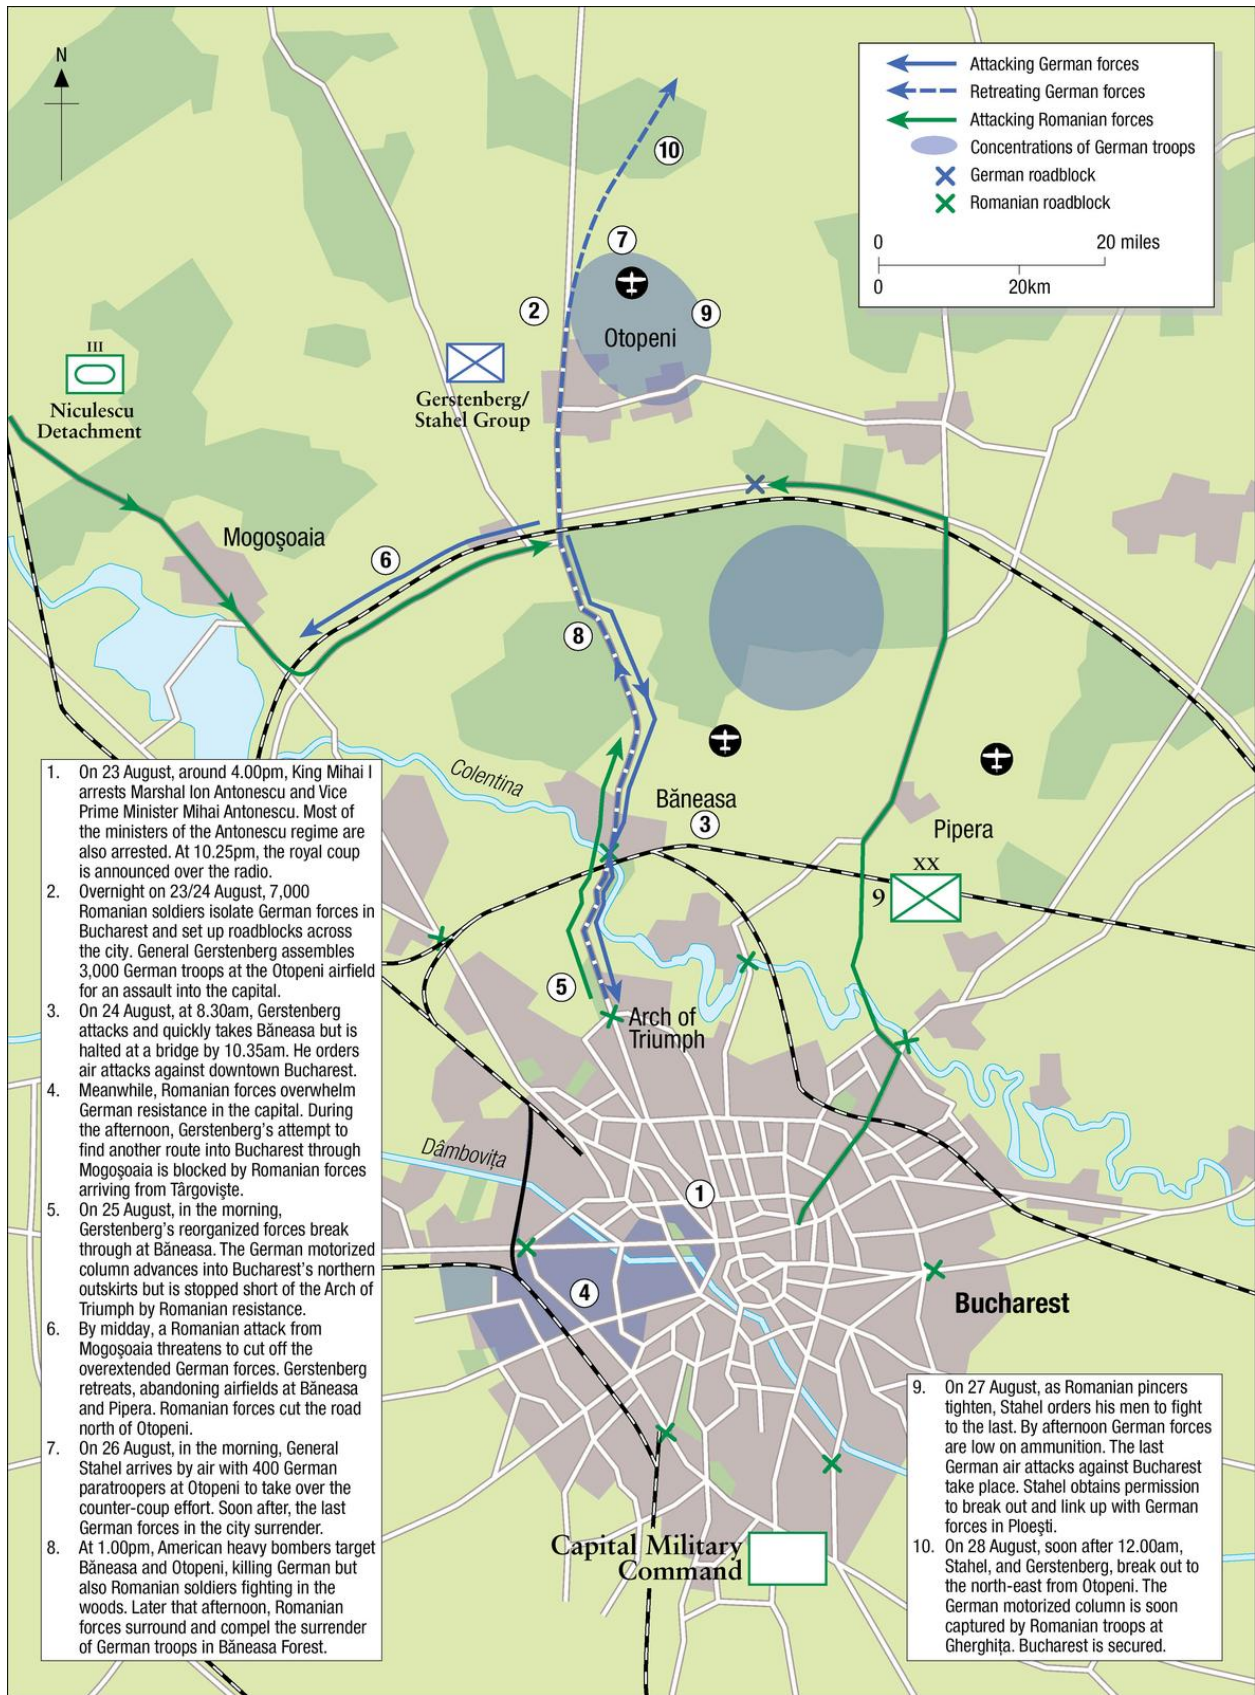 N
Attacking German forces
Retreating German forces
Attacking Romanian forces
Concentrations of German troops
German roadblock
Romanian roadblock
0 20 miles
0 20km
10
7
2
9
Otopeni
III
Niculescu
Detachment
Gerstenberg/
Stahel Group
Mogoşoaia
6
8
Colentina
Băneasa
3
Pipera
XX
9
5
Arch of
Triumph
Dâmboviţa
1
4
Bucharest
Capital Military
Command
1. On 23 August, around 4.00pm, King Mihai I
arrests Marshal Ion Antonescu and Vice
Prime Minister Mihai Antonescu. Most of
the ministers of the Antonescu regime are
also arrested. At 10.25pm, the royal coup
is announced over the radio.
2. Overnight on 23/24 August, 7,000
Romanian soldiers isolate German forces in
Bucharest and set up roadblocks across
the city. General Gerstenberg assembles
3,000 German troops at the Otopeni airfield
for an assault into the capital.
3. On 24 August, at 8.30am, Gerstenberg
attacks and quickly takes Băneasa but is
halted at a bridge by 10.35am. He orders
air attacks against downtown Bucharest.
4. Meanwhile, Romanian forces overwhelm
German resistance in the capital. During
the afternoon, Gerstenberg's attempt to
find another route into Bucharest through
Mogoşoaia is blocked by Romanian forces
arriving from Târgovişte.
5. On 25 August, in the morning,
Gerstenberg's reorganized forces break
through at Băneasa. The German motorized
column advances into Bucharest's northern
outskirts but is stopped short of the Arch of
Triumph by Romanian resistance.
6. By midday, a Romanian attack from
Mogoşoaia threatens to cut off the
overextended German forces. Gerstenberg
retreats, abandoning airfields at Băneasa
and Pipera. Romanian forces cut the road
north of Otopeni.
7. On 26 August, in the morning, General
Stahel arrives by air with 400 German
paratroopers at Otopeni to take over the
counter-coup effort. Soon after, the last
German forces in the city surrender.
8. At 1.00pm, American heavy bombers target
Băneasa and Otopeni, killing German but
also Romanian soldiers fighting in the
woods. Later that afternoon, Romanian
forces surround and compel the surrender
of German troops in Băneasa Forest.
9. On 27 August, as Romanian pincers
tighten, Stahel orders his men to fight
to the last. By afternoon German forces
are low on ammunition. The last
German air attacks against Bucharest
take place. Stahel obtains permission
to break out and link up with German
forces in Ploeşti.
10. On 28 August, soon after 12.00am,
Stahel, and Gerstenberg, break out to
the north-east from Otopeni. The
German motorized column is soon
captured by Romanian troops at
Gherghiţa. Bucharest is secured.